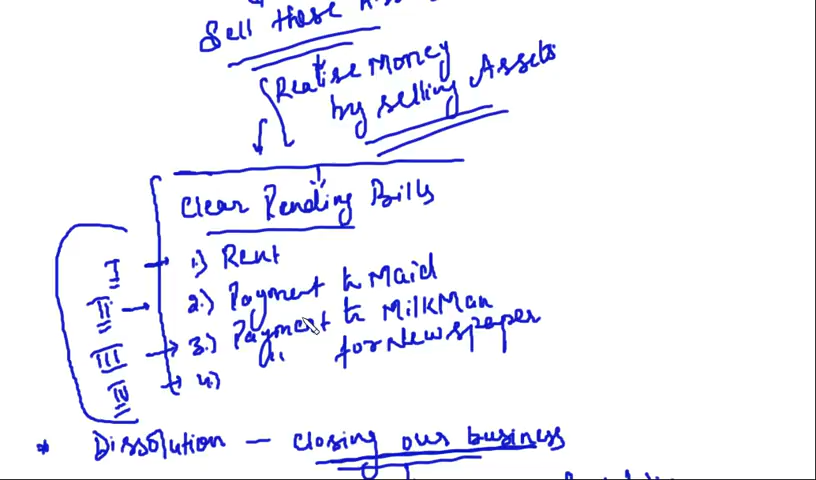 Sell these
Realise Money
by selling Assets
Clear Pending Bills
I → 1.) Rent
II → 2.) Payment to Maid
III → 3.) Payment to MilkMan
" for Newspaper
IV → 4.)
* Dissolution — closing our business